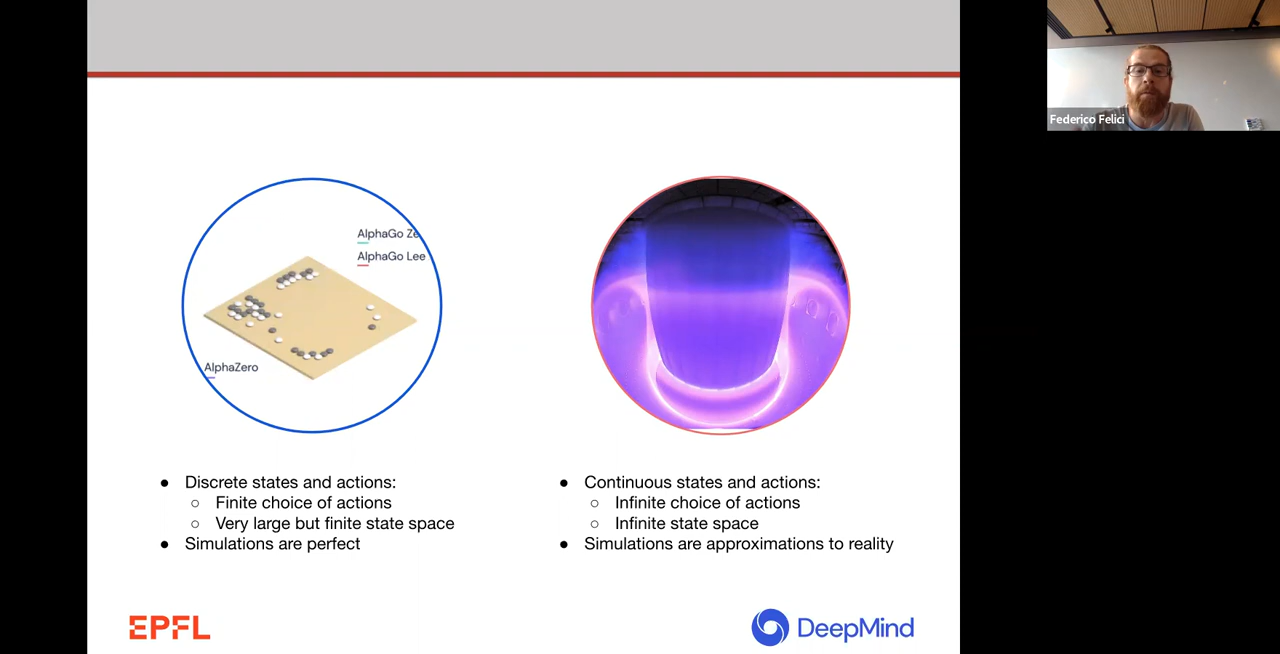 Federico Felici
AlphaGo Ze
AlphaGo Lee
AlphaZero
● Discrete states and actions:
○ Finite choice of actions
○ Very large but finite state space
● Simulations are perfect
● Continuous states and actions:
○ Infinite choice of actions
○ Infinite state space
● Simulations are approximations to reality
EPFL
DeepMind